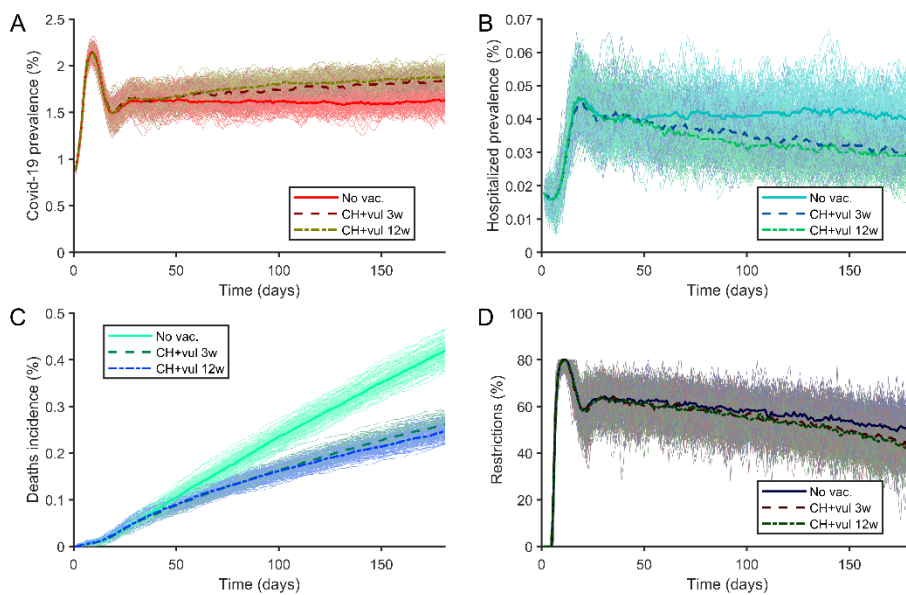 A
Covid-19 prevalence (%)
2.5
2
1.5
1
0.5
0
0
50
100
150
Time (days)
No vac.
CH+vul 3w
CH+vul 12w
B
Hospitalized prevalence (%)
0.07
0.06
0.05
0.04
0.03
0.02
0.01
0
0
50
100
150
Time (days)
No vac.
CH+vul 3w
CH+vul 12w
C
Deaths incidence (%)
0.5
0.4
0.3
0.2
0.1
0
0
50
100
150
Time (days)
No vac.
CH+vul 3w
CH+vul 12w
D
Restrictions (%)
100
80
60
40
20
0
0
50
100
150
Time (days)
No vac.
CH+vul 3w
CH+vul 12w